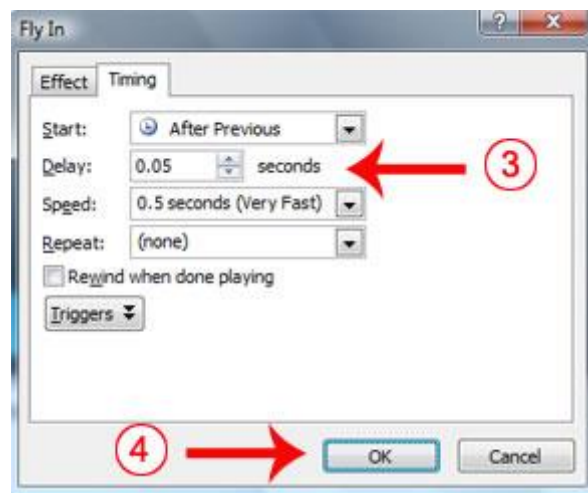 Fly In
? X
Effect Timing
Start: After Previous
Delay: 0.05 seconds
③
Speed: 0.5 seconds (Very Fast)
Repeat: (none)
Rewind when done playing
Triggers
④ OK Cancel